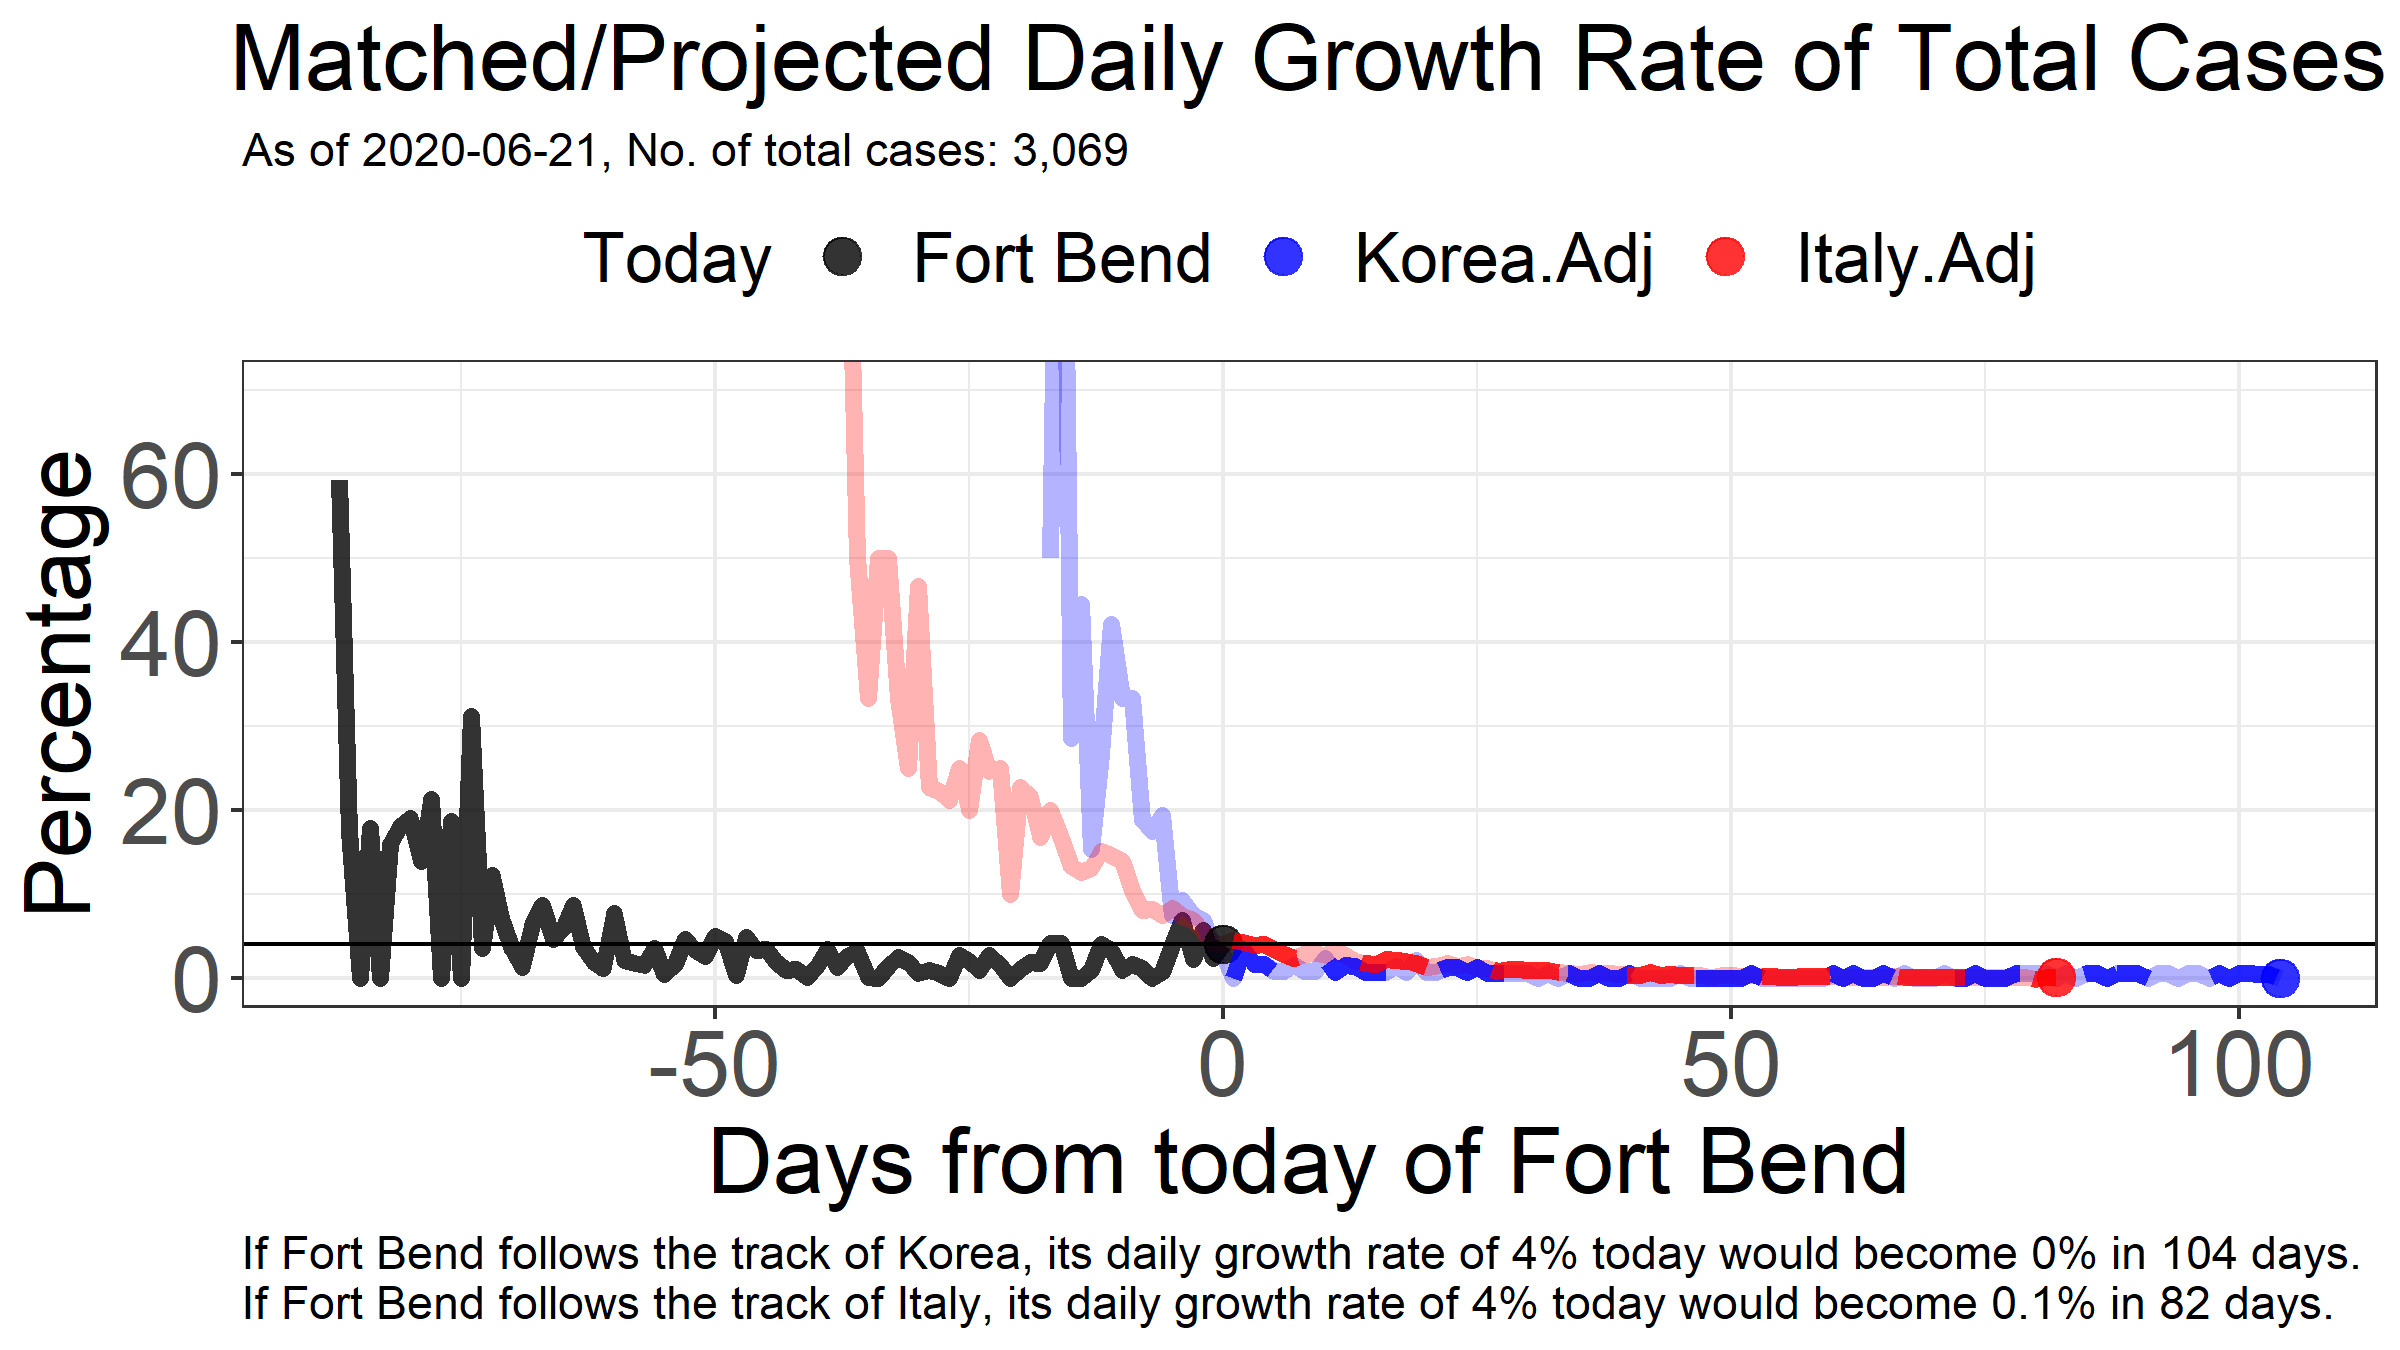 Matched/Projected Daily Growth Rate of Total Cases
As of 2020-06-21, No. of total cases: 3,069
Today Fort Bend Korea.Adj Italy.Adj
Percentage
60
40
20
0
-50 0 50 100
Days from today of Fort Bend
If Fort Bend follows the track of Korea, its daily growth rate of 4% today would become 0% in 104 days.
If Fort Bend follows the track of Italy, its daily growth rate of 4% today would become 0.1% in 82 days.